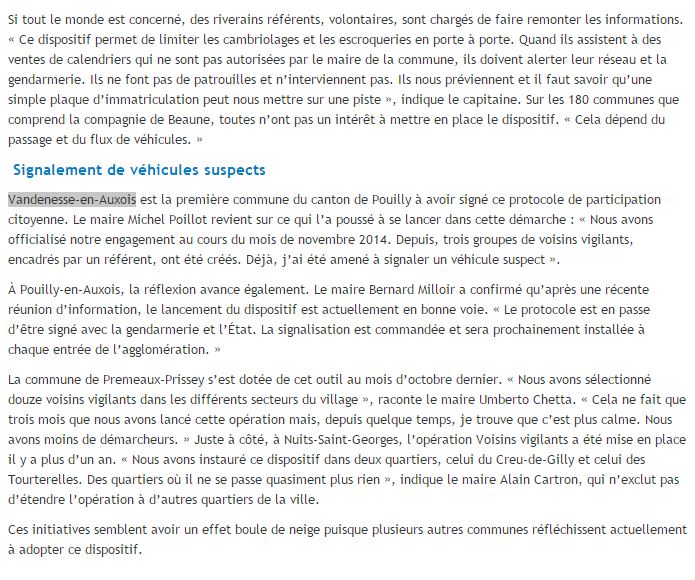 Si tout le monde est concerné, des riverains référents, volontaires, sont chargés de faire remonter les informations.
« Ce dispositif permet de limiter les cambriolages et les escroqueries en porte à porte. Quand ils assistent à des
ventes de calendriers qui ne sont pas autorisées par le maire de la commune, ils doivent alerter leur réseau et la
gendarmerie. Ils ne font pas de patrouilles et n’interviennent pas. Ils nous préviennent et il faut savoir qu’une
simple plaque d’immatriculation peut nous mettre sur une piste », indique le capitaine. Sur les 180 communes que
comprend la compagnie de Beaune, toutes n’ont pas un intérêt à mettre en place le dispositif. « Cela dépend du
passage et du flux de véhicules. »
Signalement de véhicules suspects
Vandenesse-en-Auxois est la première commune du canton de Pouilly à avoir signé ce protocole de participation
citoyenne. Le maire Michel Poillot revient sur ce qui l’a poussé à se lancer dans cette démarche : « Nous avons
officialisé notre engagement au cours du mois de novembre 2014. Depuis, trois groupes de voisins vigilants,
encadrés par un référent, ont été créés. Déjà, j’ai été amené à signaler un véhicule suspect ».
À Pouilly-en-Auxois, la réflexion avance également. Le maire Bernard Milloir a confirmé qu’après une récente
réunion d’information, le lancement du dispositif est actuellement en bonne voie. « Le protocole est en passe
d’être signé avec la gendarmerie et l’État. La signalisation est commandée et sera prochainement installée à
chaque entrée de l’agglomération. »
La commune de Premeaux-Prissey s’est dotée de cet outil au mois d’octobre dernier. « Nous avons sélectionné
douze voisins vigilants dans les différents secteurs du village », raconte le maire Umberto Chetta. « Cela ne fait que
trois mois que nous avons lancé cette opération mais, depuis quelque temps, je trouve que c’est plus calme. Nous
avons moins de démarcheurs. » Juste à côté, à Nuits-Saint-Georges, l’opération Voisins vigilants a été mise en place
il y a plus d’un an. « Nous avons instauré ce dispositif dans deux quartiers, celui du Creu-de-Gilly et celui des
Tourterelles. Des quartiers où il ne se passe quasiment plus rien », indique le maire Alain Cartron, qui n’exclut pas
d’étendre l’opération à d’autres quartiers de la ville.
Ces initiatives semblent avoir un effet boule de neige puisque plusieurs autres communes réfléchissent actuellement
à adopter ce dispositif.